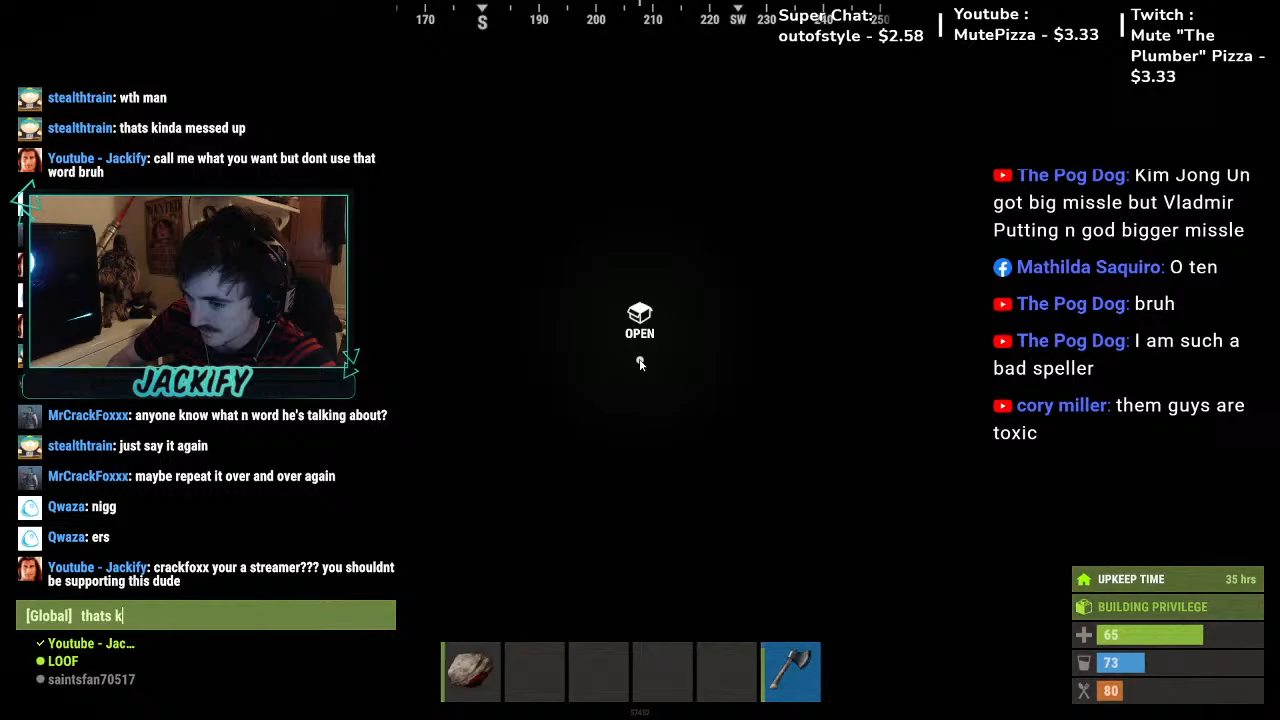 170 S 190 200 210 220 SW 230 240 250
Super Chat:
outofstyle - $2.58
Youtube :
MutePizza - $3.33
Twitch :
Mute "The
Plumber" Pizza -
$3.33
stealthtrain: wth man
stealthtrain: thats kinda messed up
Youtube - Jackify: call me what you want but dont use that
word bruh
WANTED
JACKIFY
MrCrackFoxxx: anyone know what n word he's talking about?
stealthtrain: just say it again
MrCrackFoxxx: maybe repeat it over and over again
Qwaza: nigg
Qwaza: ers
Youtube - Jackify: crackfoxx your a streamer??? you shouldnt
be supporting this dude
[Global] thats k
Youtube - Jac...
LOOF
saintsfan70517
OPEN
The Pog Dog: Kim Jong Un
got big missle but Vladmir
Putting n god bigger missle
Mathilda Saquiro: O ten
The Pog Dog: bruh
The Pog Dog: I am such a
bad speller
cory miller: them guys are
toxic
UPKEEP TIME 35 hrs
BUILDING PRIVILEGE
65
73
80